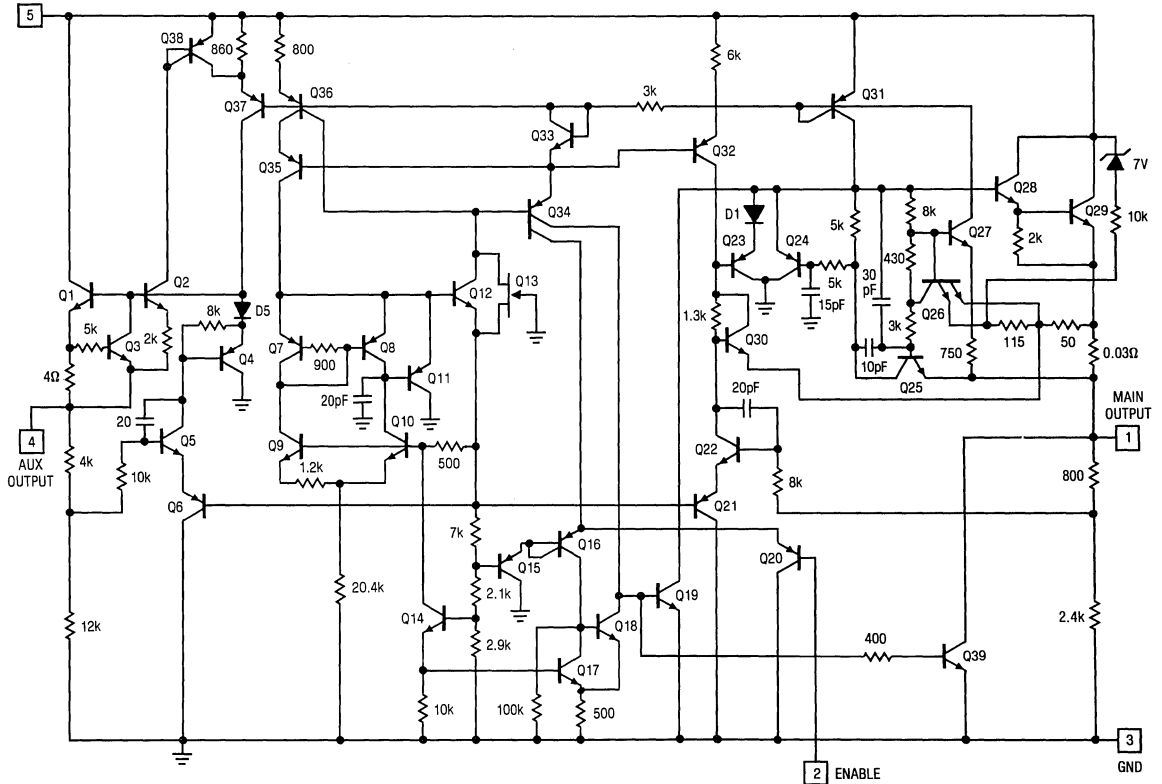 5
Q38
860
800
6k
Q37
Q36
3k
Q31
Q33
Q35
Q32
7V
Q28
Q34
D1
5k
8k
Q27
Q29
10k
Q23
Q24
430
2k
Q1
Q2
Q12
Q13
5k
30
pF
8k
D5
15pF
Q26
5k
Q3
2k
1.3k
Q30
3k
115
50
Q7
Q8
750
0.03Ω
4Ω
Q4
900
Q11
10pF
Q25
20pF
20pF
MAIN
OUTPUT
4
AUX
OUTPUT
20
Q5
Q9
Q10
1
500
Q22
4k
10k
1.2k
8k
800
Q6
Q21
7k
Q16
Q15
Q20
20.4k
2.1k
Q14
Q18
Q19
12k
2.9k
2.4k
400
Q17
Q39
10k
100k
500
3
GND
2 ENABLE